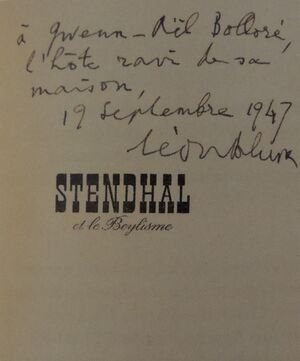 à Gwenn-Aël Bolloré,
l'hôte ravi de sa
maison,
19 Septembre 1947
Léon Blum
STENDHAL
et le Beylisme